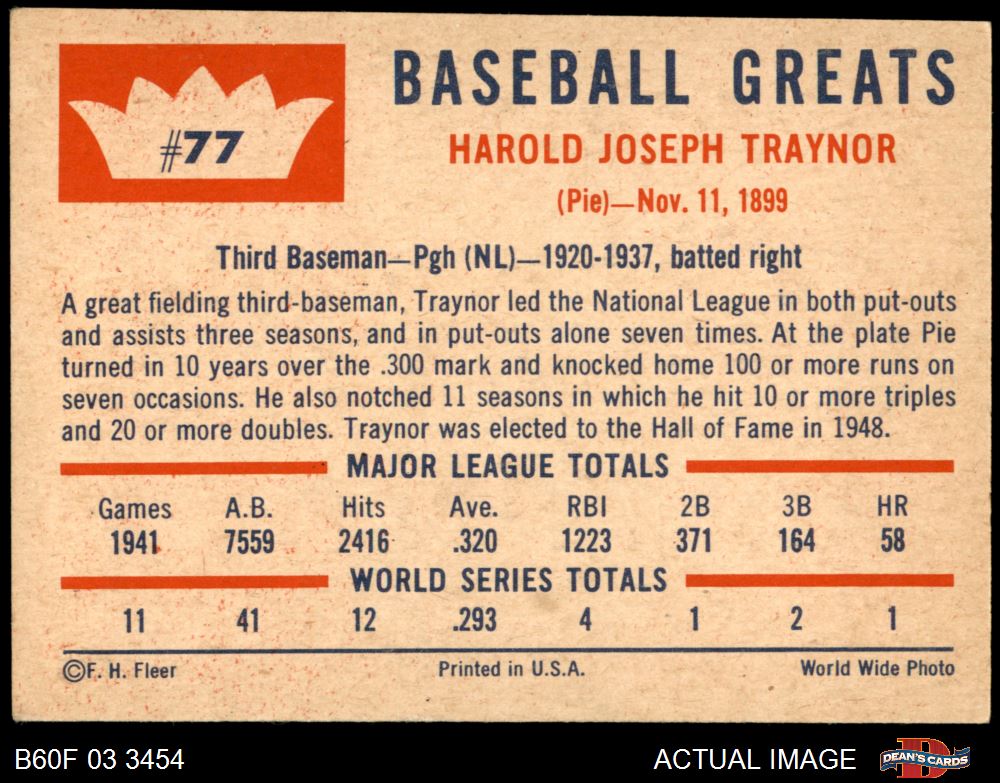 #77
BASEBALL GREATS
HAROLD JOSEPH TRAYNOR
(Pie)—Nov. 11, 1899
Third Baseman—Pgh (NL)—1920-1937, batted right
A great fielding third-baseman, Traynor led the National League in both put-outs
and assists three seasons, and in put-outs alone seven times. At the plate Pie
turned in 10 years over the .300 mark and knocked home 100 or more runs on
seven occasions. He also notched 11 seasons in which he hit 10 or more triples
and 20 or more doubles. Traynor was elected to the Hall of Fame in 1948.
MAJOR LEAGUE TOTALS
Games A.B. Hits Ave. RBI 2B 3B HR
1941 7559 2416 .320 1223 371 164 58
WORLD SERIES TOTALS
11 41 12 .293 4 1 2 1
©F. H. Fleer Printed in U.S.A. World Wide Photo
B60F 03 3454 ACTUAL IMAGE DEAN'S CARDS